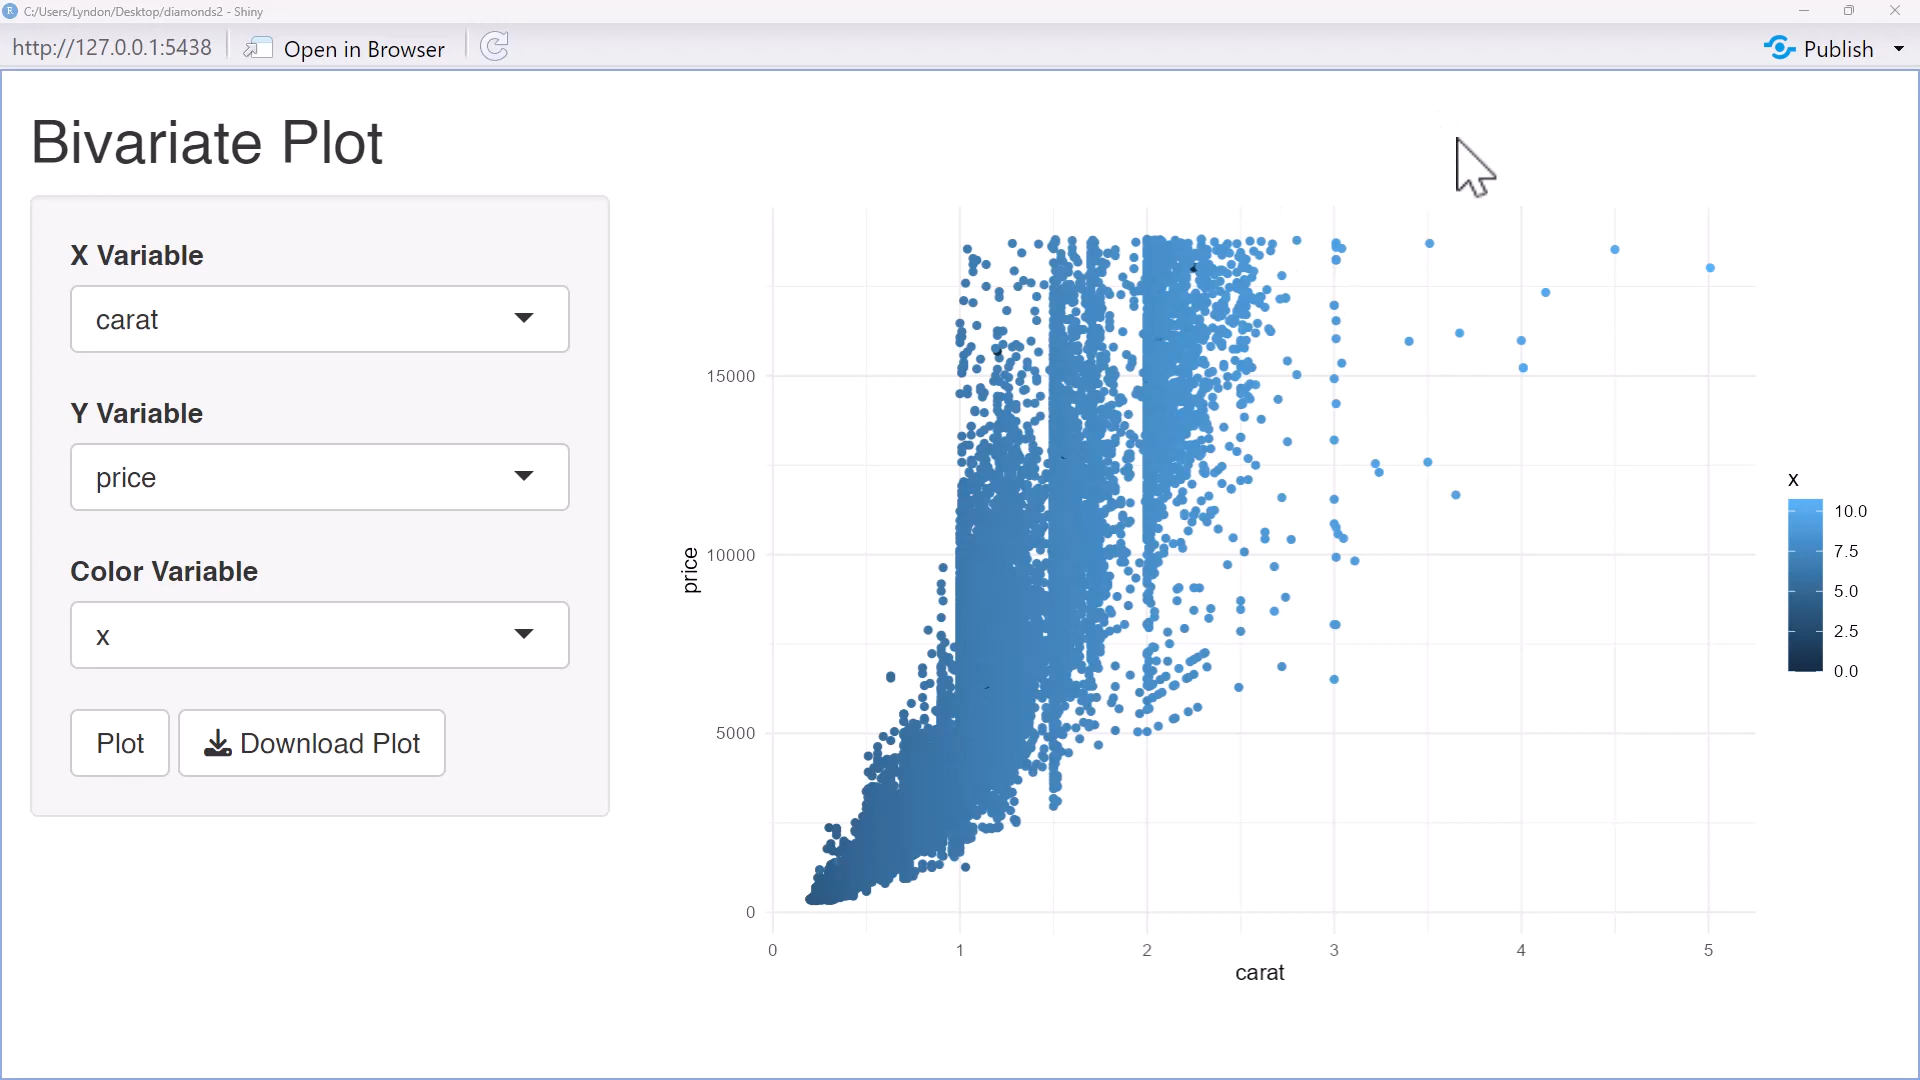 C:/Users/Lyndon/Desktop/diamonds2 - Shiny
http://127.0.0.1:5438
Open in Browser
Publish
Bivariate Plot
X Variable
carat
Y Variable
price
Color Variable
x
Plot
Download Plot
price
15000
10000
5000
0
0 1 2 3 4 5
carat
x
10.0
7.5
5.0
2.5
0.0